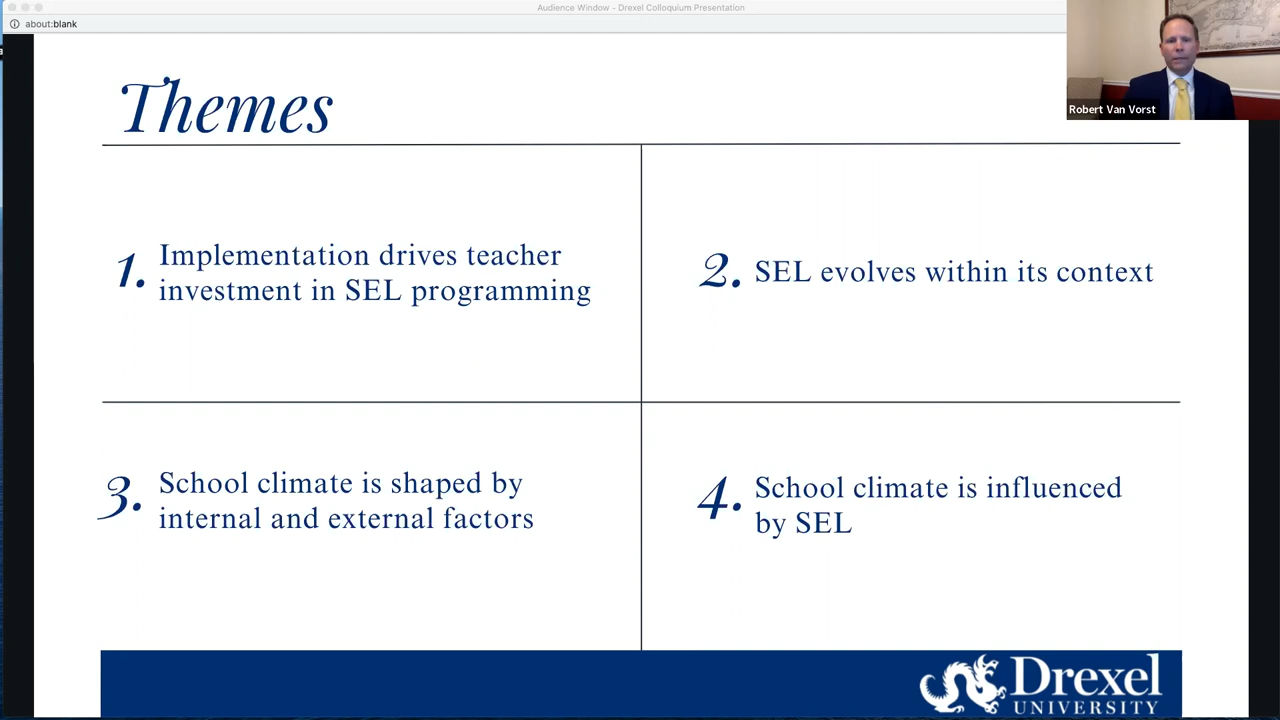 Audience Window - Drexel Colloquium Presentation
about:blank
Robert Van Vorst
Themes
1. Implementation drives teacher
investment in SEL programming
2. SEL evolves within its context
3. School climate is shaped by
internal and external factors
4. School climate is influenced
by SEL
Drexel
UNIVERSITY